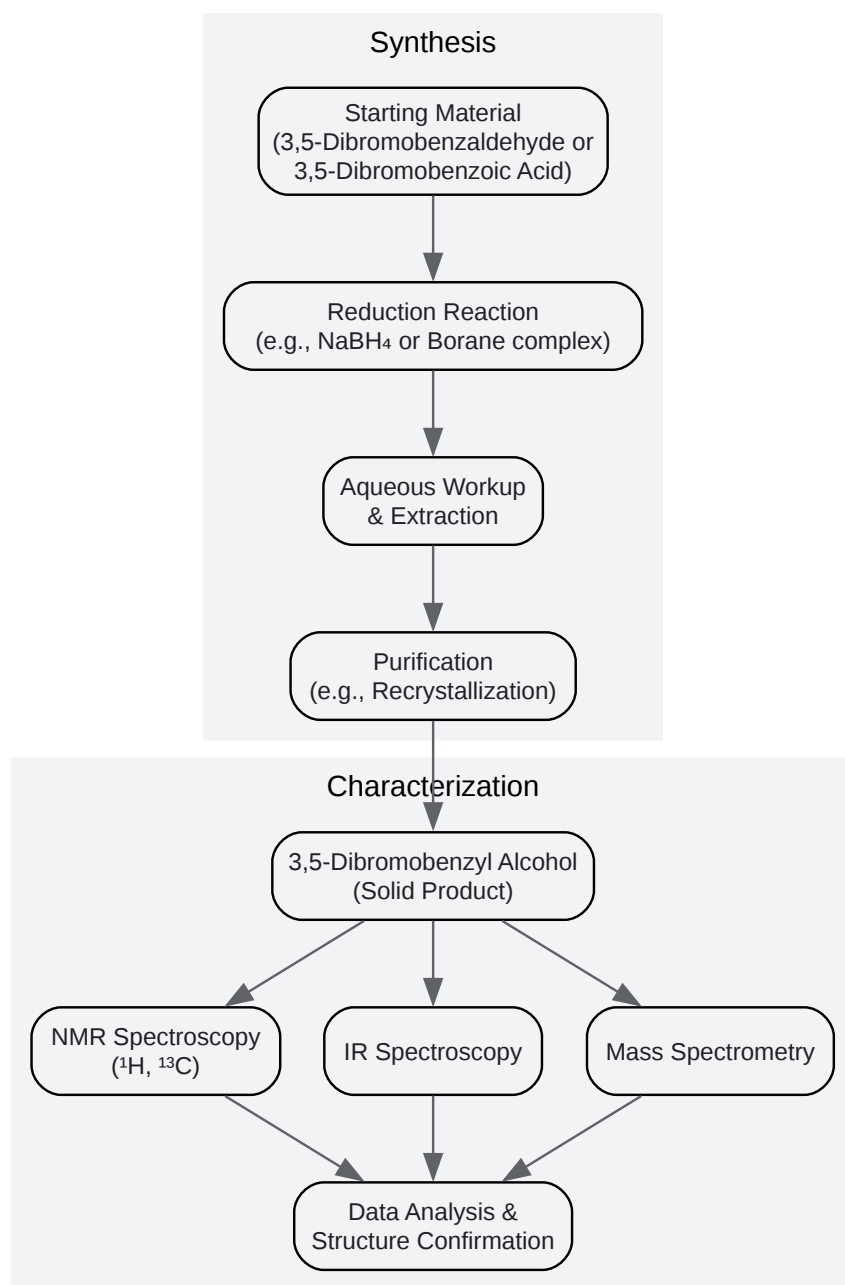 Synthesis
Starting Material
(3,5-Dibromobenzaldehyde or
3,5-Dibromobenzoic Acid)
Reduction Reaction
(e.g., NaBH₄ or Borane complex)
Aqueous Workup
& Extraction
Purification
(e.g., Recrystallization)
Characterization
3,5-Dibromobenzyl Alcohol
(Solid Product)
NMR Spectroscopy
(¹H, ¹³C)
IR Spectroscopy
Mass Spectrometry
Data Analysis &
Structure Confirmation